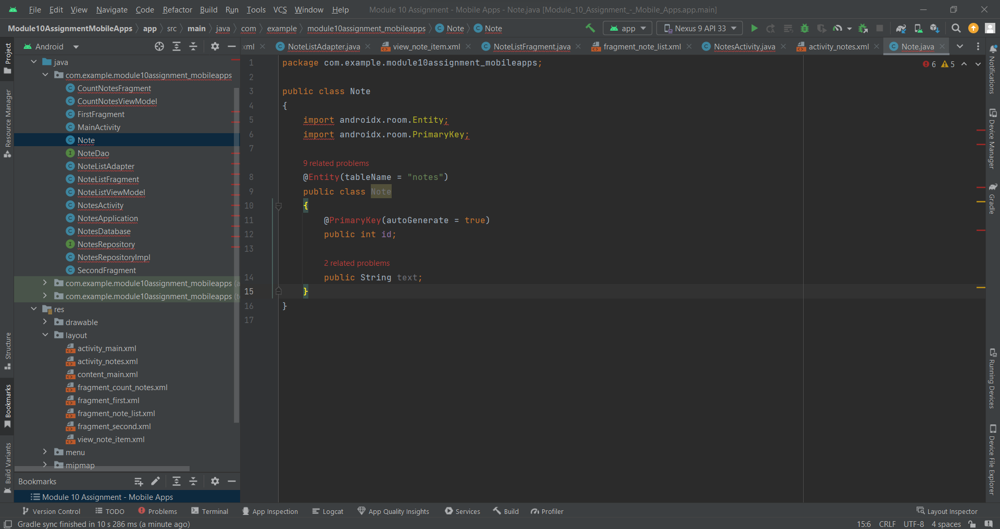 File Edit View Navigate Code Refactor Build Run Tools VCS Window Help Module 10 Assignment - Mobile Apps - Note.java [Module_10_Assignment_-_Mobile_Apps.app.main]
Module10AssignmentMobileApps app src main java com example module10assignment_mobileapps Note Note app Nexus 9 API 33
Android xml NoteListAdapter.java view_note_item.xml NoteListFragment.java fragment_note_list.xml NotesActivity.java activity_notes.xml Note.java
Project
Resource Manager
Structure
Bookmarks
Build Variants
java
com.example.module10assignment_mobileapps
CountNotesFragment
CountNotesViewModel
FirstFragment
MainActivity
Note
NoteDao
NoteListAdapter
NoteListFragment
NoteListViewModel
NotesActivity
NotesApplication
NotesDatabase
NotesRepository
NotesRepositoryImpl
SecondFragment
com.example.module10assignment_mobileapps (a
com.example.module10assignment_mobileapps (t
res
drawable
layout
activity_main.xml
activity_notes.xml
content_main.xml
fragment_count_notes.xml
fragment_first.xml
fragment_note_list.xml
fragment_second.xml
view_note_item.xml
menu
mipmap
Bookmarks
Module 10 Assignment - Mobile Apps
1 package com.example.module10assignment_mobileapps;
2
3 public class Note
4 {
5 import androidx.room.Entity;
6 import androidx.room.PrimaryKey;
7
9 related problems
8 @Entity(tableName = "notes")
9 public class Note
10 {
11 @PrimaryKey(autoGenerate = true)
12 public int id;
13
2 related problems
14 public String text;
15 }
16 }
17
6 5
Notifications
Device Manager
Gradle
Running Devices
Device File Explorer
Version Control TODO Problems Terminal App Inspection Logcat App Quality Insights Services Build Profiler Layout Inspector
Gradle sync finished in 10 s 286 ms (a minute ago) 15:6 CRLF UTF-8 4 spaces